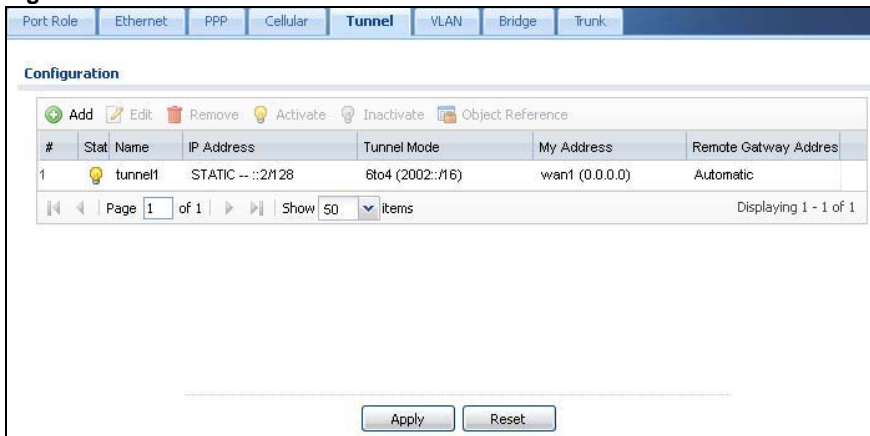 Port Role Ethernet PPP Cellular Tunnel VLAN Bridge Trunk
Configuration
Add Edit Remove Activate Inactivate Object Reference
# Stat Name IP Address Tunnel Mode My Address Remote Gatway Addres
1 tunnel1 STATIC -- ::2/128 6to4 (2002::/16) wan1 (0.0.0.0) Automatic
Page 1 of 1 Show 50 items Displaying 1 - 1 of 1
Apply Reset